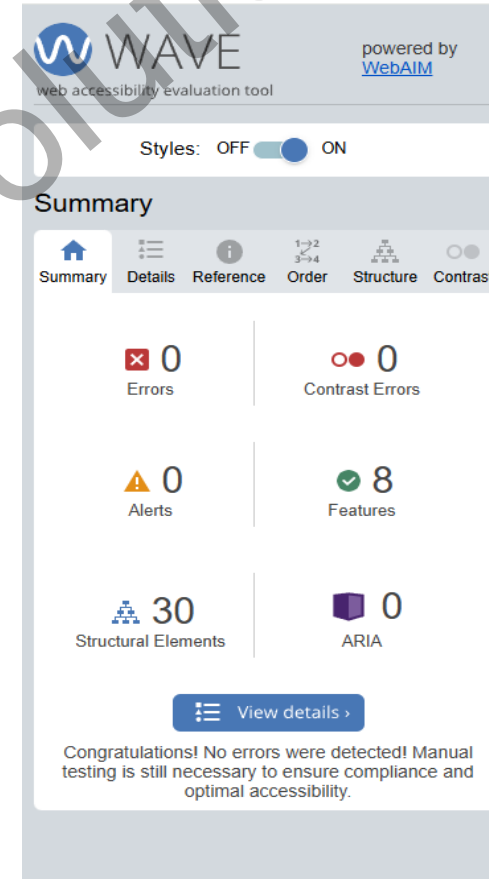 WAVE
powered by
WebAIM
web accessibility evaluation tool
Styles: OFF ON
Summary
1→2
3→4
Summary Details Reference Order Structure Contrast
0 0
Errors Contrast Errors
0 8
Alerts Features
30 0
Structural Elements ARIA
View details ›
Congratulations! No errors were detected! Manual
testing is still necessary to ensure compliance and
optimal accessibility.